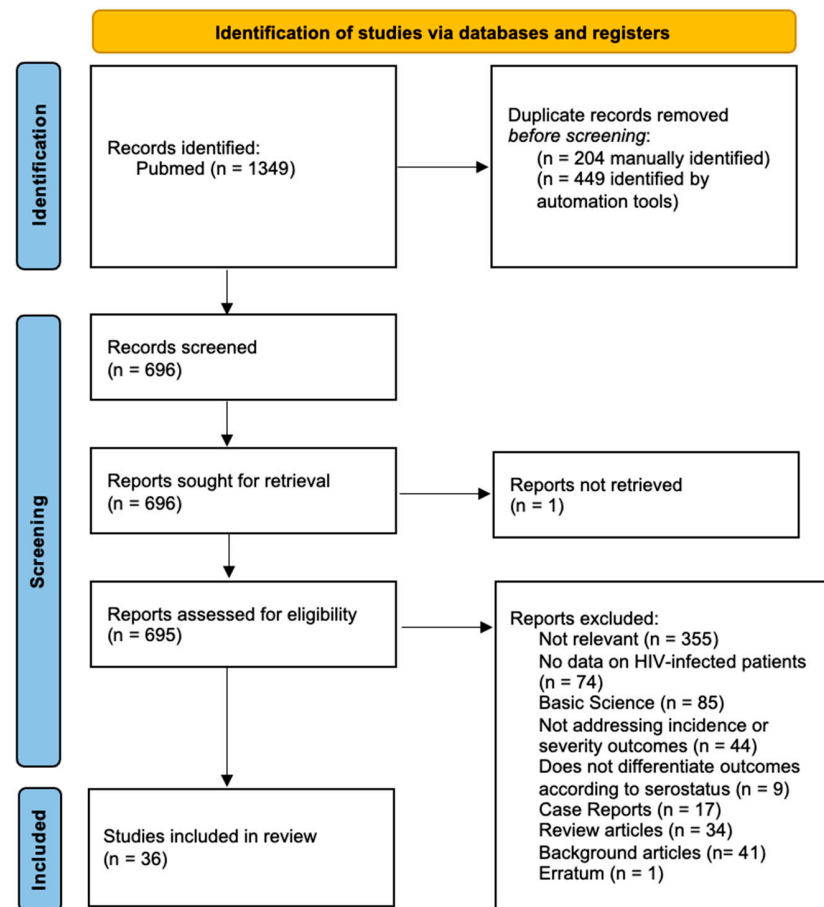 Identification of studies via databases and registers
Identification
Records identified:
Pubmed (n = 1349)
Duplicate records removed
before screening:
(n = 204 manually identified)
(n = 449 identified by
automation tools)
Screening
Records screened
(n = 696)
Reports sought for retrieval
(n = 696)
Reports not retrieved
(n = 1)
Reports assessed for eligibility
(n = 695)
Reports excluded:
Not relevant (n = 355)
No data on HIV-infected patients
(n = 74)
Basic Science (n = 85)
Not addressing incidence or
severity outcomes (n = 44)
Does not differentiate outcomes
according to serostatus (n = 9)
Case Reports (n = 17)
Review articles (n = 34)
Background articles (n= 41)
Erratum (n = 1)
Included
Studies included in review
(n = 36)